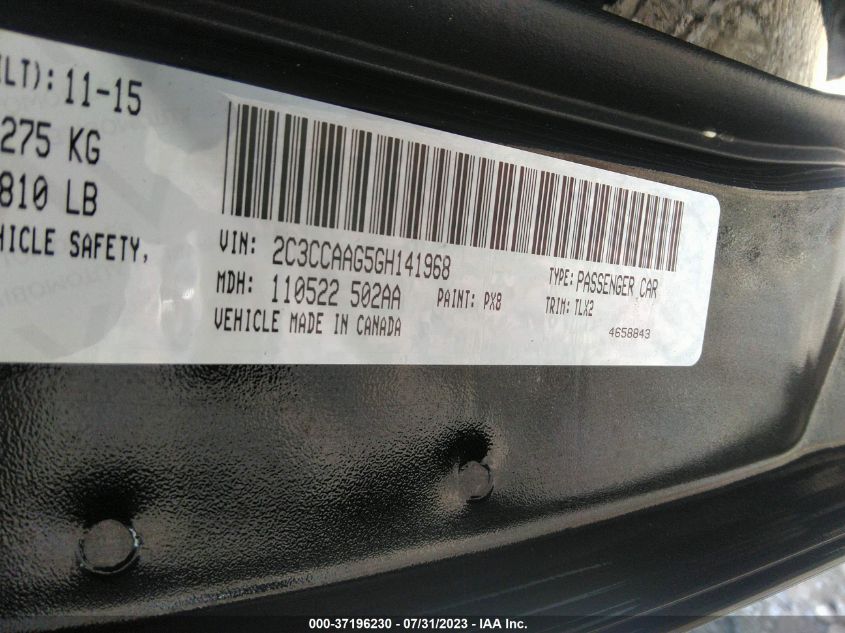 LT): 11-15
275 KG
810 LB
HICLE SAFETY,
VIN: 2C3CCAAG5GH141968
TYPE: PASSENGER CAR
MDH: 110522 502AA
PAINT: PX8
TRIM: TLX2
VEHICLE MADE IN CANADA
4658843
000-37196230 - 07/31/2023 - IAA Inc.